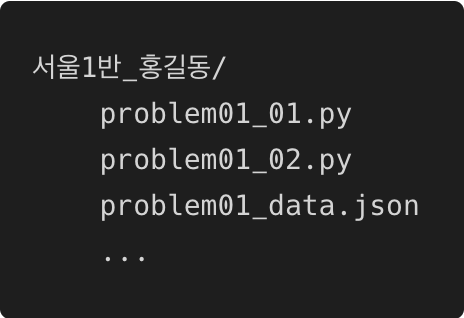 서울1반_홍길동/
problem01_01.py
problem01_02.py
problem01_data.json
...